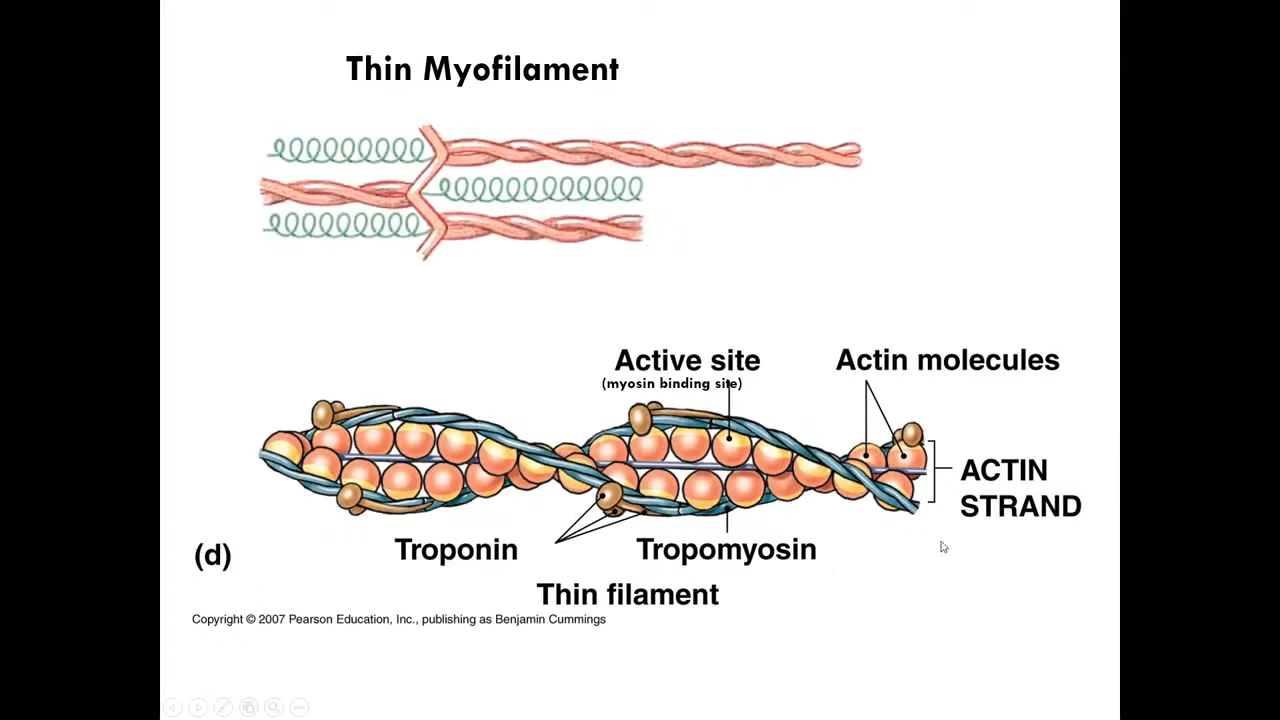 Thin Myofilament
Active site
(myosin binding site)
Actin molecules
ACTIN
STRAND
Troponin
Tropomyosin
(d)
Thin filament
Copyright © 2007 Pearson Education, Inc., publishing as Benjamin Cummings